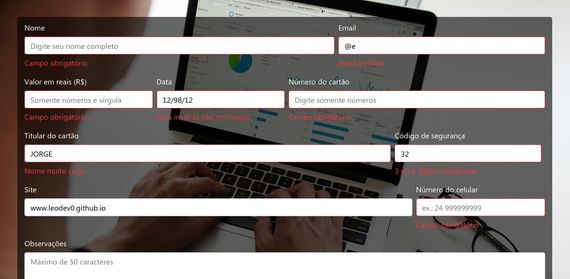 Nome Email
Digite seu nome completo @e
Campo obrigatório Email inválido
Valor em reais (R$) Data Número do cartão
Somente números e vírgula 12/98/12 Digite somente números
Campo obrigatório Data inválida (dd/mm/aaaa) Campo obrigatório
Titular do cartão Código de segurança
JORGE 32
Nome muito curto 3 ou 4 dígitos
Site Número do celular
www.leodev0.github.io ex.: 24 999999999
Campo obrigatório
Observações
Máximo de 50 caracteres